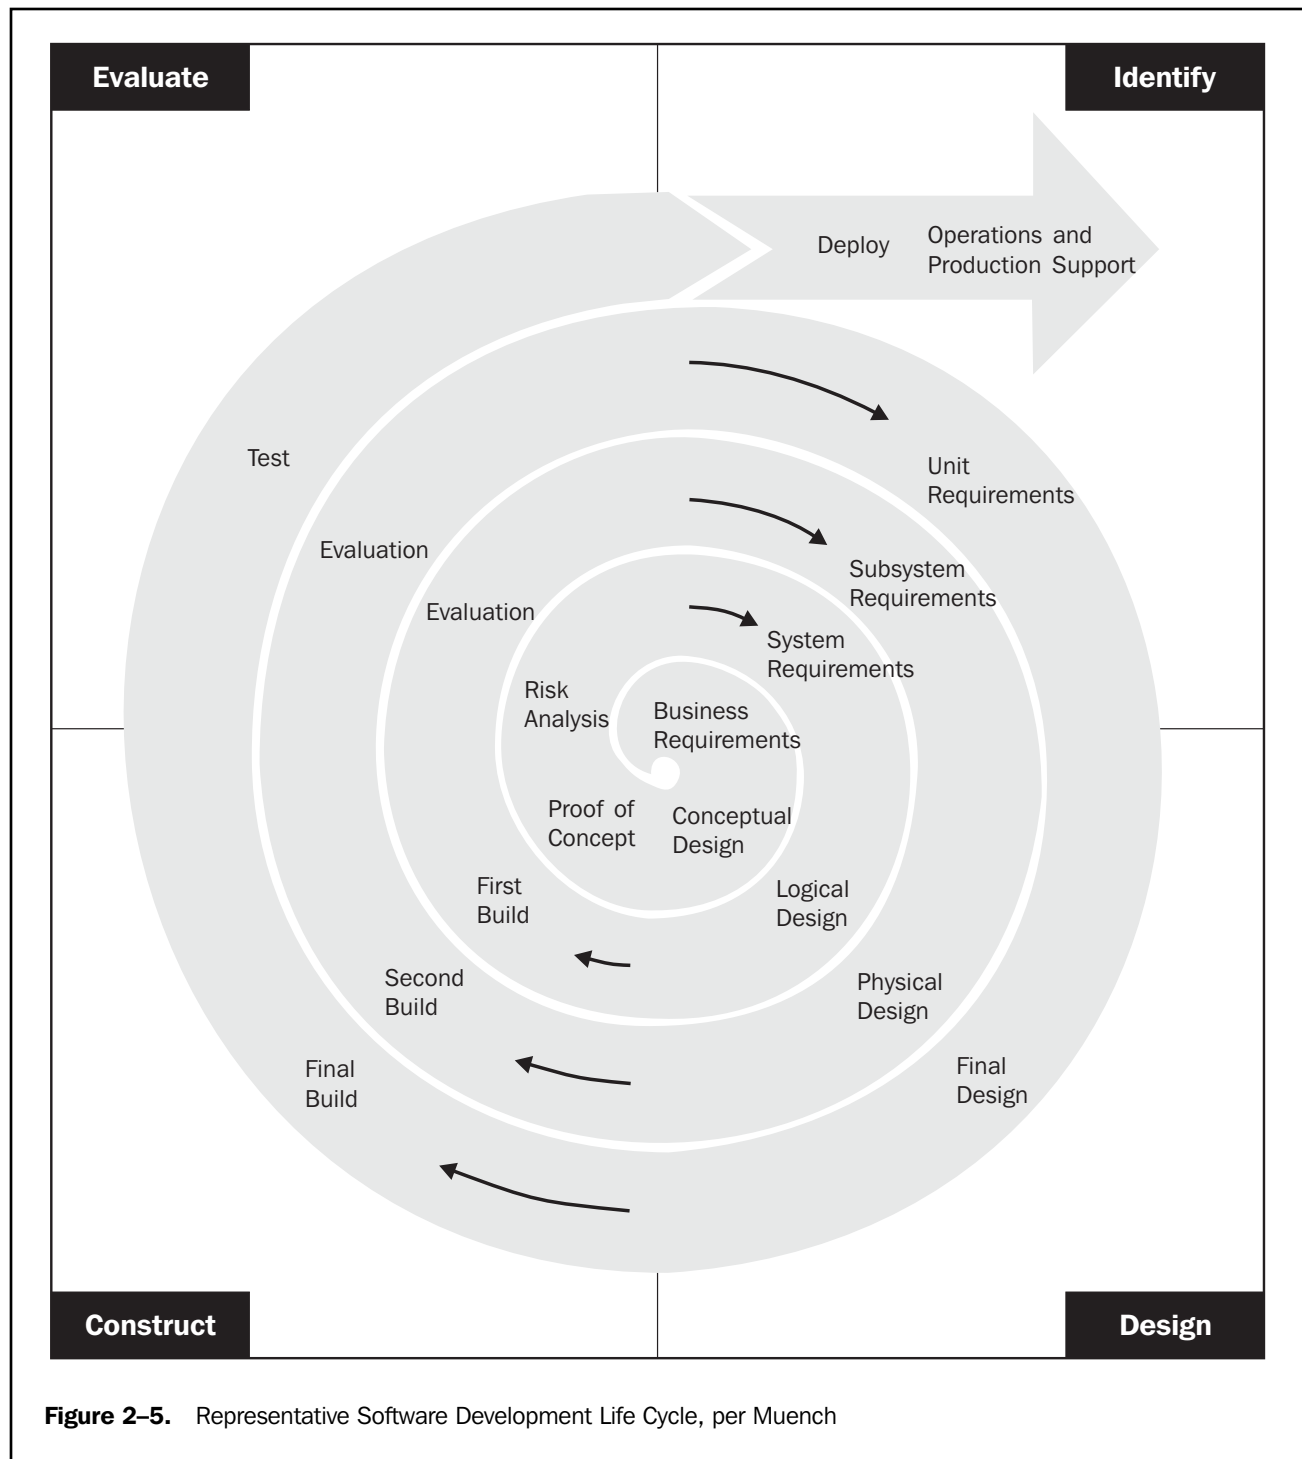 Evaluate
Identify
Deploy
Operations and
Production Support
Test
Unit
Requirements
Evaluation
Subsystem
Requirements
Evaluation
System
Requirements
Risk
Analysis
Business
Requirements
Proof of
Concept
Conceptual
Design
First
Build
Logical
Design
Second
Build
Physical
Design
Final
Build
Final
Design
Construct
Design
Figure 2–5. Representative Software Development Life Cycle, per Muench